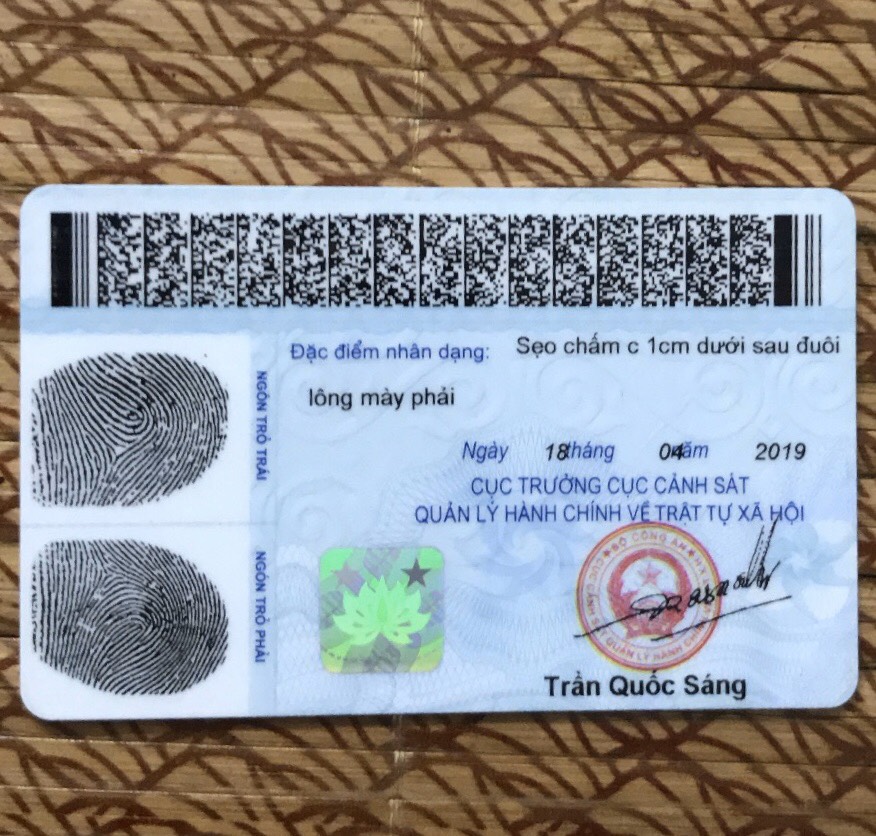 Đặc điểm nhân dạng: Sẹo chấm c 1cm dưới sau đuôi
lông mày phải
NGÓN TRỎ TRÁI
Ngày 18 tháng 04 năm 2019
CỤC TRƯỞNG CỤC CẢNH SÁT
QUẢN LÝ HÀNH CHÍNH VỀ TRẬT TỰ XÃ HỘI
BỘ CÔNG AN
QUẢN LÝ HÀNH CHÍNH
NGÓN TRỎ PHẢI
Trần Quốc Sáng